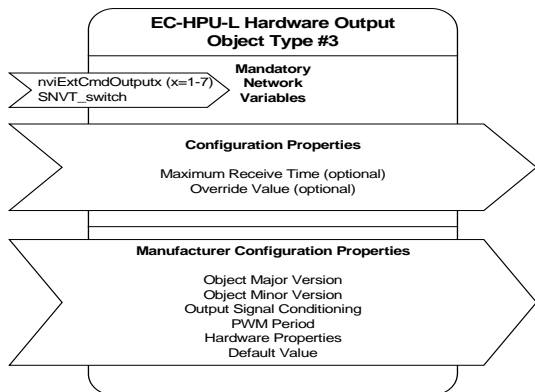 EC-HPU-L Hardware Output
Object Type #3
Mandatory
Network
Variables
nviExtCmdOutputx (x=1-7)
SNVT_switch
Configuration Properties
Maximum Receive Time (optional)
Override Value (optional)
Manufacturer Configuration Properties
Object Major Version
Object Minor Version
Output Signal Conditioning
PWM Period
Hardware Properties
Default Value